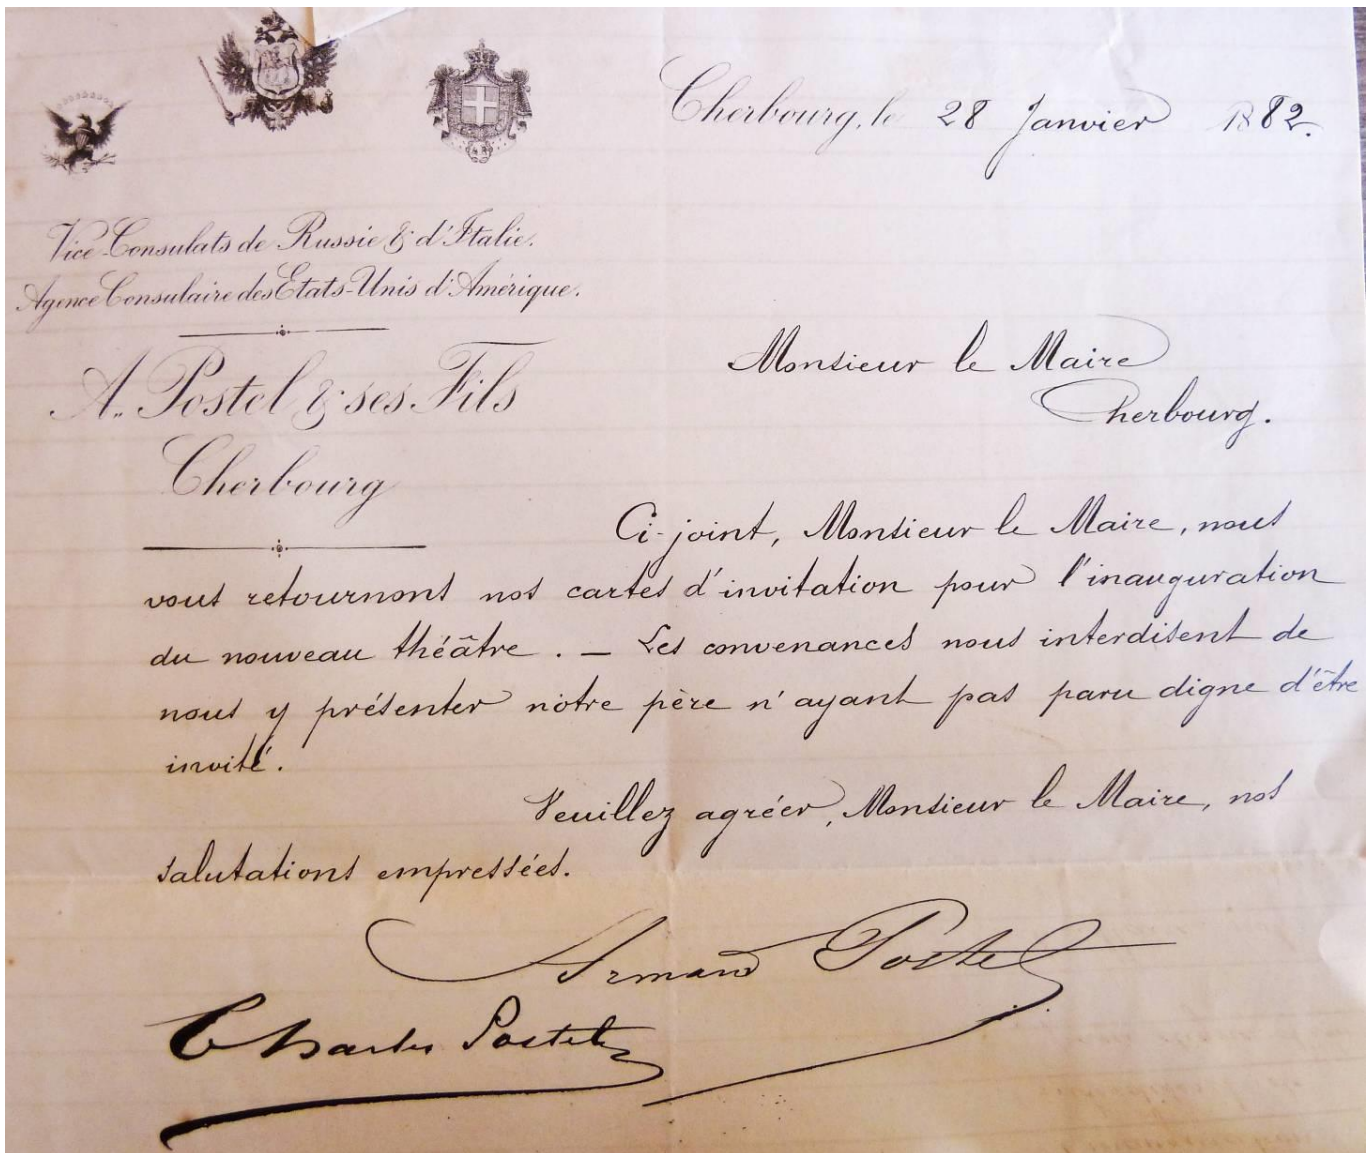 Cherbourg, le 28 Janvier 1882.
Vice-Consulats de Russie & d'Italie.
Agence Consulaire des Etats-Unis d'Amérique.
A. Postel & ses Fils
Cherbourg
Monsieur le Maire
Cherbourg.
Ci-joint, Monsieur le Maire, nous
vous retournons nos cartes d'invitation pour l'inauguration
du nouveau théâtre. — Les convenances nous interdisent de
nous y présenter notre père n'ayant pas paru digne d'être
invité.
Veuillez agréer, Monsieur le Maire, nos
salutations empressées.
Armand Postel
Charles Postel